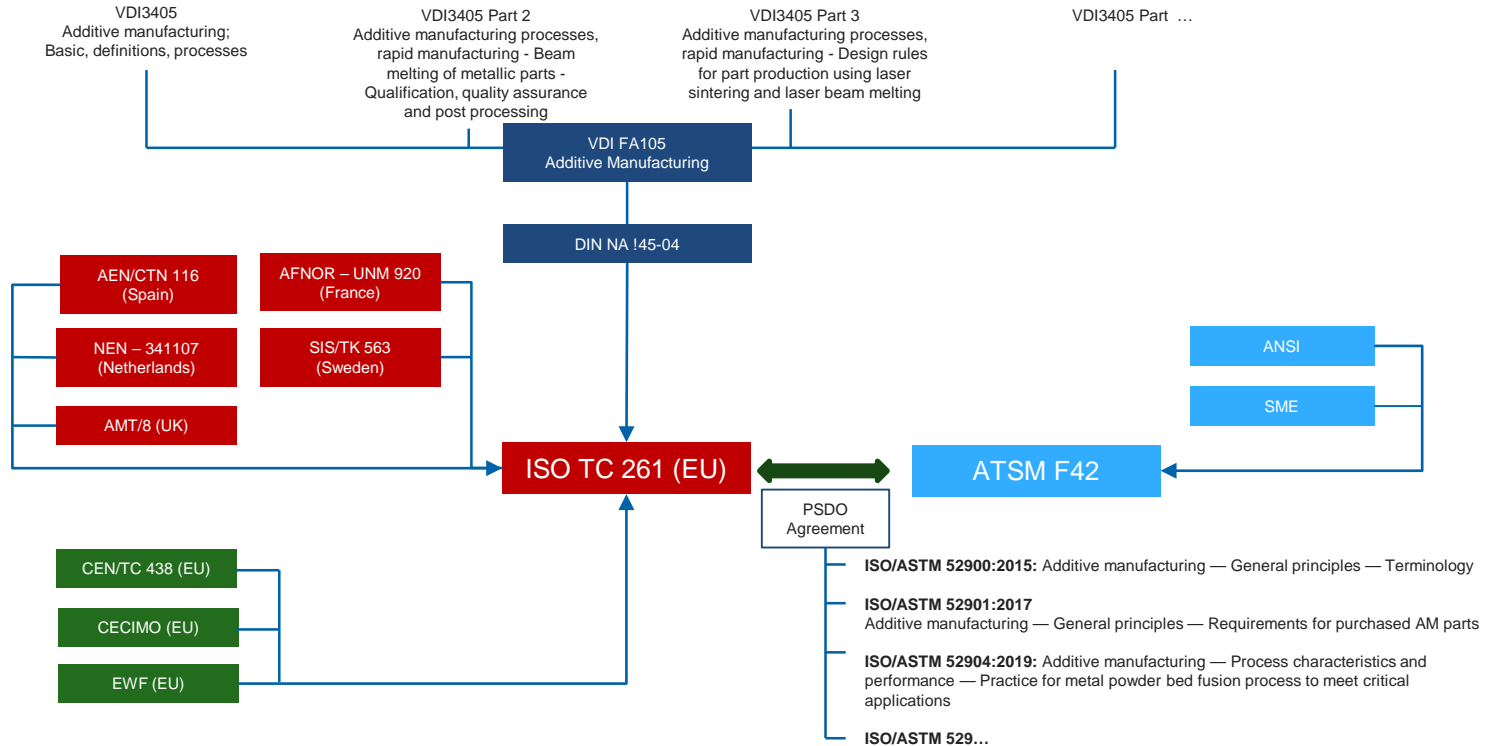 VDI3405
Additive manufacturing;
Basic, definitions, processes
VDI3405 Part 2
Additive manufacturing processes,
rapid manufacturing - Beam
melting of metallic parts -
Qualification, quality assurance
and post processing
VDI3405 Part 3
Additive manufacturing processes,
rapid manufacturing - Design rules
for part production using laser
sintering and laser beam melting
VDI3405 Part …
VDI FA105
Additive Manufacturing
DIN NA !45-04
AEN/CTN 116
(Spain)
AFNOR – UNM 920
(France)
NEN – 341107
(Netherlands)
SIS/TK 563
(Sweden)
AMT/8 (UK)
ANSI
SME
ISO TC 261 (EU)
ATSM F42
PSDO
Agreement
CEN/TC 438 (EU)
CECIMO (EU)
EWF (EU)
ISO/ASTM 52900:2015: Additive manufacturing — General principles — Terminology
ISO/ASTM 52901:2017
Additive manufacturing — General principles — Requirements for purchased AM parts
ISO/ASTM 52904:2019: Additive manufacturing — Process characteristics and
performance — Practice for metal powder bed fusion process to meet critical
applications
ISO/ASTM 529…